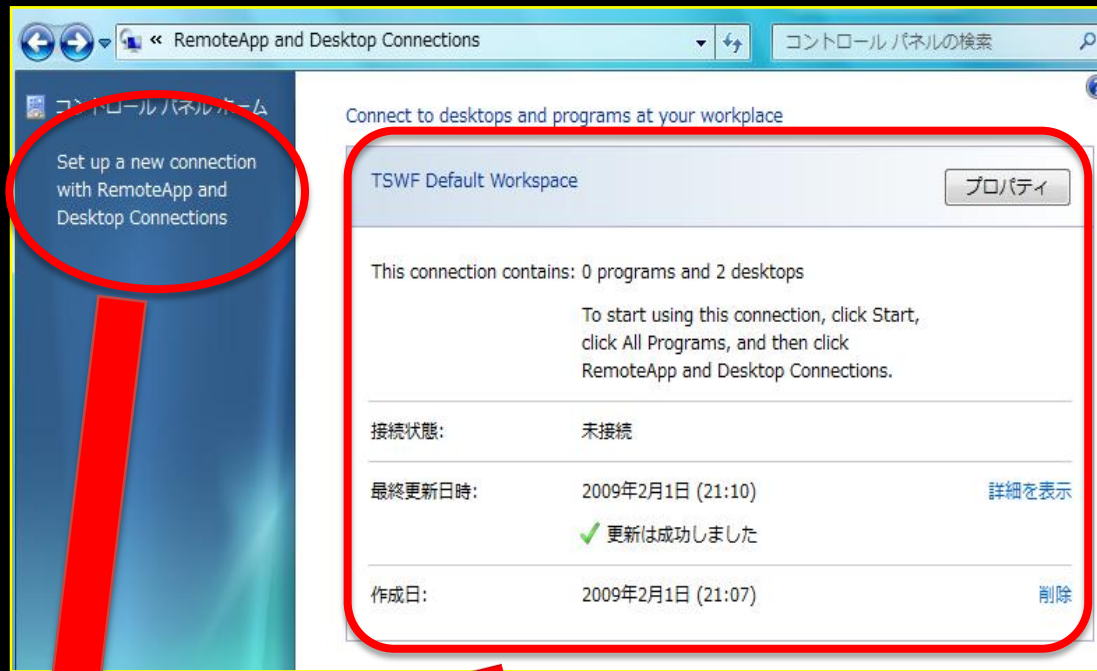 « RemoteApp and Desktop Connections
コントロール パネルの検索
コントロール パネル ホーム
Set up a new connection
with RemoteApp and
Desktop Connections
Connect to desktops and programs at your workplace
TSWF Default Workspace
プロパティ
This connection contains: 0 programs and 2 desktops
To start using this connection, click Start,
click All Programs, and then click
RemoteApp and Desktop Connections.
接続状態: 未接続
最終更新日時: 2009年2月1日 (21:10) 詳細を表示
更新は成功しました
作成日: 2009年2月1日 (21:07) 削除